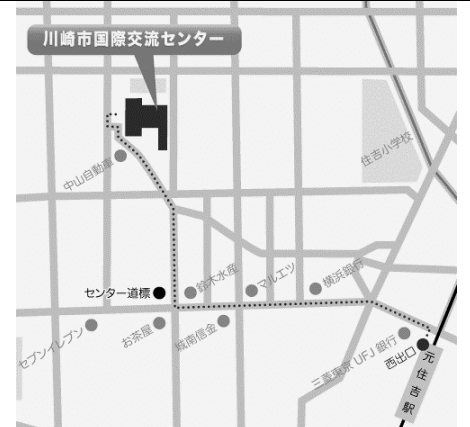 川崎市国際交流センター
住吉小学校
中山自動車
鈴木水産
マルエツ
横浜銀行
センター道標
セブンイレブン
お茶屋
城南信金
三菱東京UFJ銀行
西出口
元住吉駅